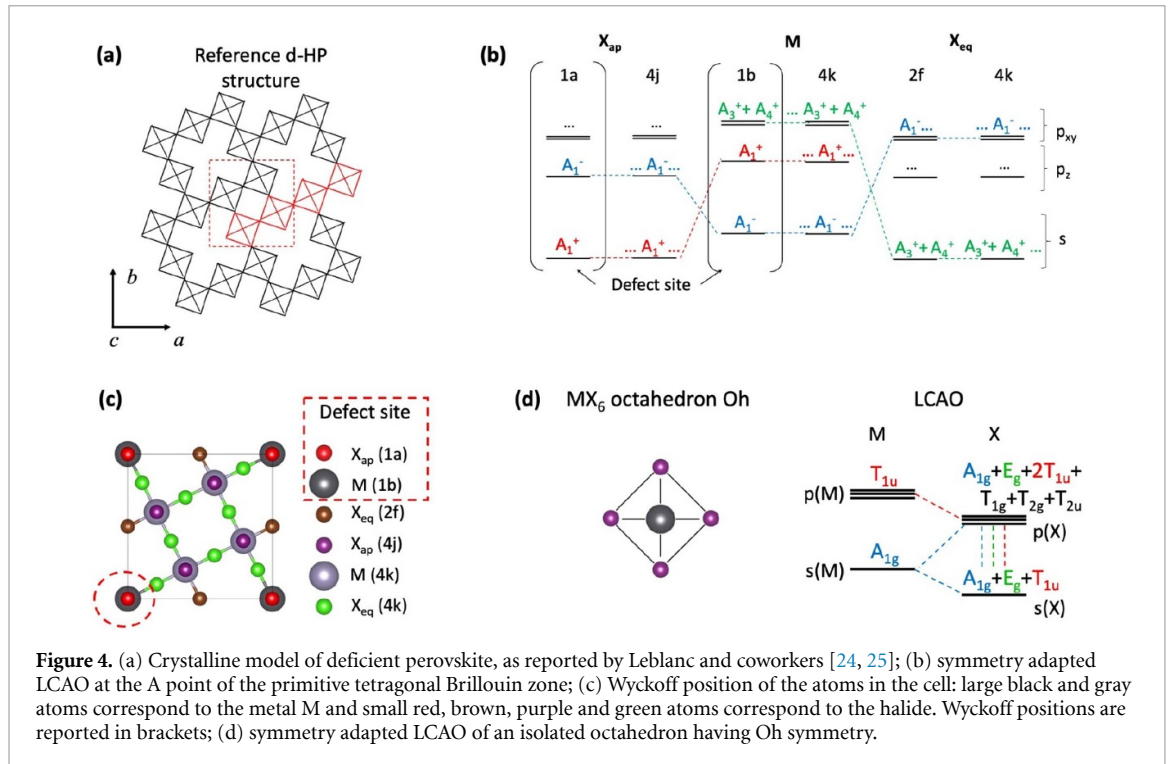 (a)
Reference d-HP
structure
b
c
a
(b)
X_ap M X_eq
1a 4j 1b 4k 2f 4k
A₃⁺ + A₄⁺ ... A₃⁺ + A₄⁺
... ... A₁⁻... ... A₁⁻... p_xy
A₁⁺ ... A₁⁺...
A₁⁻ ... A₁⁻... ... ... p_z
A₁⁻ ... A₁⁻...
A₁⁺ ... A₁⁺... A₃⁺ + A₄⁺ A₃⁺ + A₄⁺ ... s
Defect site
(c)
Defect site
X_ap (1a)
M (1b)
X_eq (2f)
X_ap (4j)
M (4k)
X_eq (4k)
(d)
MX₆ octahedron Oh
LCAO
M X
T₁ᵤ A₁g+Eg+2T₁ᵤ+
p(M) T₁g+T₂g+T₂ᵤ
p(X)
A₁g
s(M) A₁g+Eg+T₁ᵤ
s(X)
Figure 4. (a) Crystalline model of deficient perovskite, as reported by Leblanc and coworkers [24, 25]; (b) symmetry adapted
LCAO at the A point of the primitive tetragonal Brillouin zone; (c) Wyckoff position of the atoms in the cell: large black and gray
atoms correspond to the metal M and small red, brown, purple and green atoms correspond to the halide. Wyckoff positions are
reported in brackets; (d) symmetry adapted LCAO of an isolated octahedron having Oh symmetry.